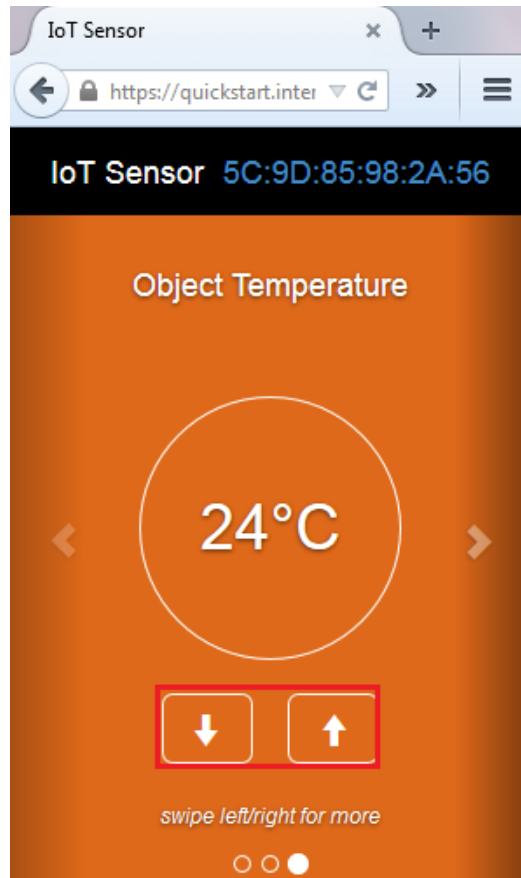 IoT Sensor
https://quickstart.inter
IoT Sensor 5C:9D:85:98:2A:56
Object Temperature
24°C
swipe left/right for more